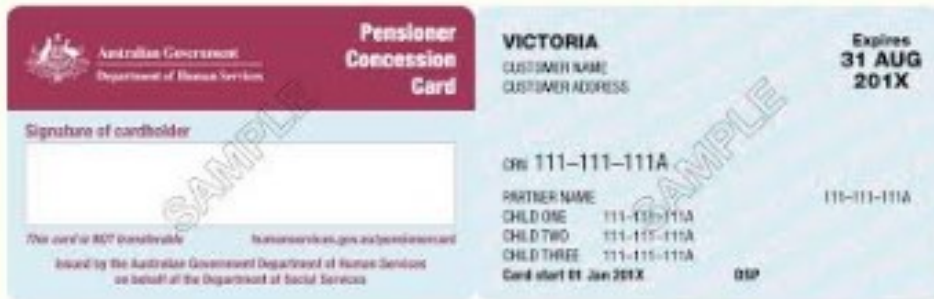 Australian Government
Department of Human Services
Pensioner
Concession
Card
Signature of cardholder
SAMPLE
This card is NOT transferable
humanservices.gov.au/pensionercard
Issued by the Australian Government Department of Human Services
on behalf of the Department of Social Services
VICTORIA
CUSTOMER NAME
CUSTOMER ADDRESS
Expires
31 AUG
201X
CRN 111-111-111A
SAMPLE
PARTNER NAME 111-111-111A
CHILD ONE 111-111-111A
CHILD TWO 111-111-111A
CHILD THREE 111-111-111A
Card start 01 Jan 201X DSP